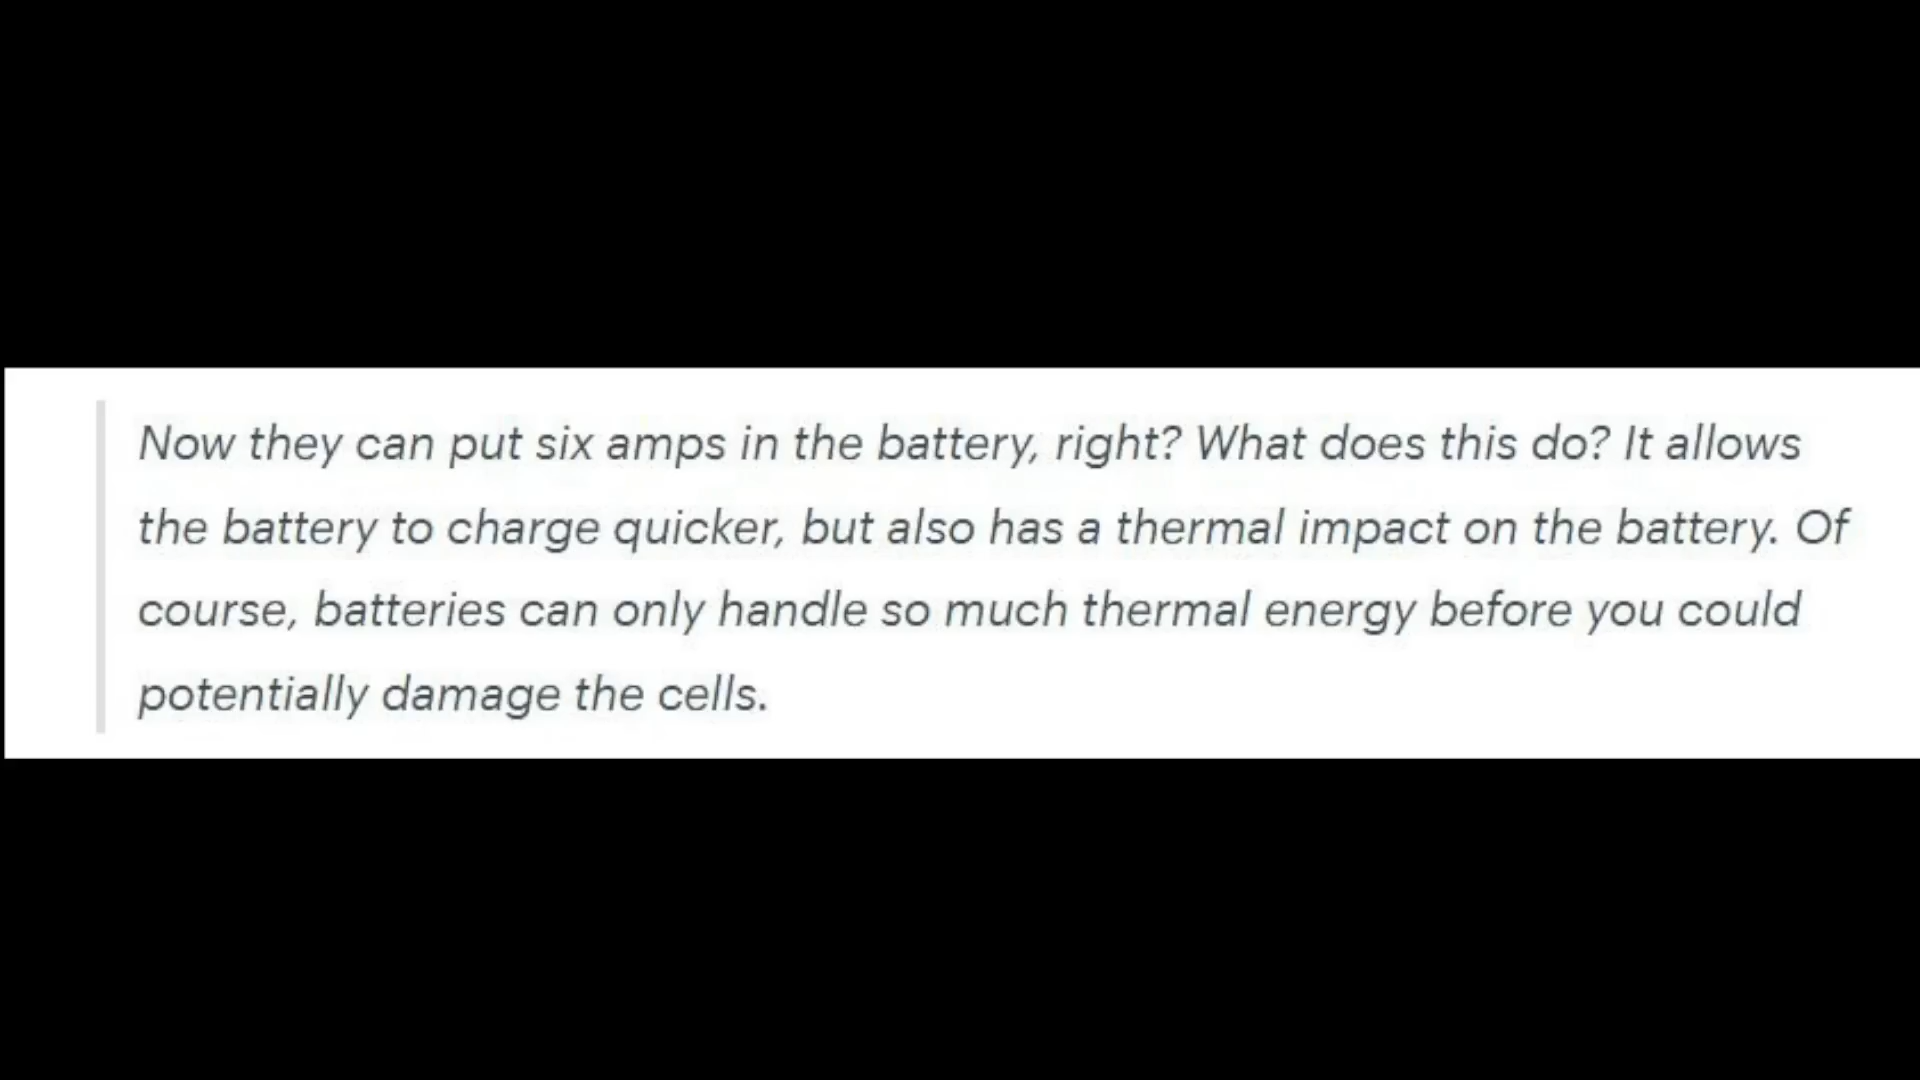 Now they can put six amps in the battery, right? What does this do? It allows
the battery to charge quicker, but also has a thermal impact on the battery. Of
course, batteries can only handle so much thermal energy before you could
potentially damage the cells.